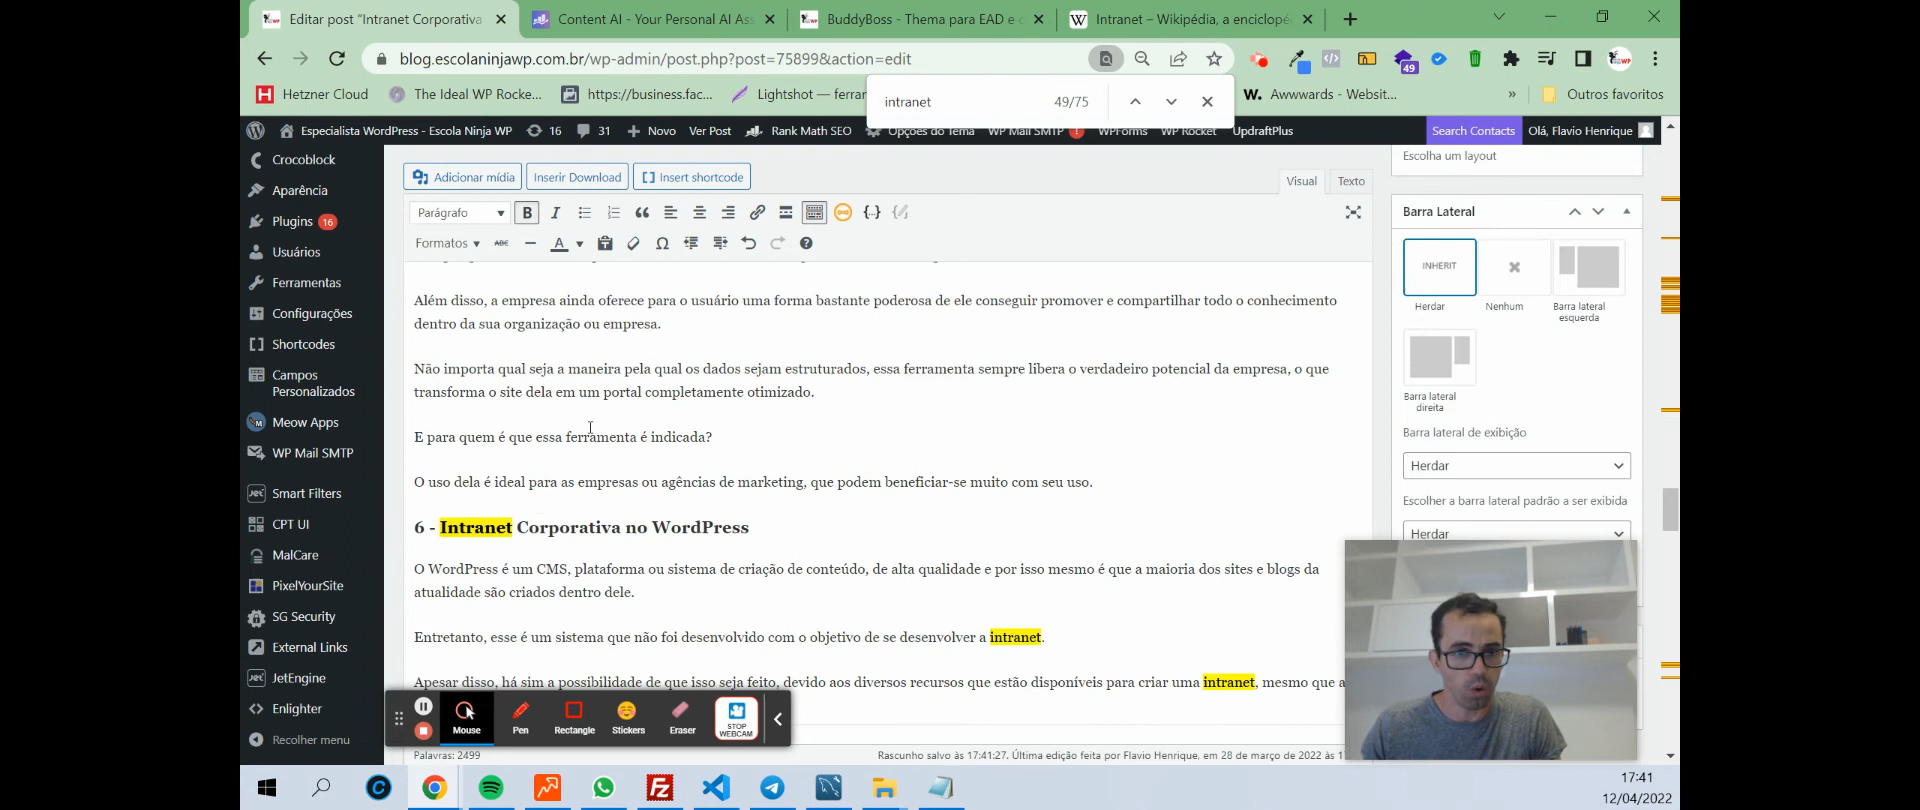 Editar post "Intranet Corporativa
Content AI - Your Personal AI Ass
BuddyBoss - Thema para EAD e c
Intranet – Wikipédia, a enciclopé
blog.escolaninjawp.com.br/wp-admin/post.php?post=75899&action=edit
49
Hetzner Cloud
The Ideal WP Rocke...
https://business.fac...
Lightshot — ferrar
intranet
49/75
Awwwards - Websit...
»
Outros favoritos
Especialista WordPress - Escola Ninja WP
16
31
Novo
Ver Post
Rank Math SEO
Opções do Tema
WP Mail SMTP
WPForms
WP Rocket
UpdraftPlus
Search Contacts
Olá, Flavio Henrique
Crocoblock
Aparência
Plugins 16
Usuários
Ferramentas
Configurações
Shortcodes
Campos
Personalizados
Meow Apps
WP Mail SMTP
Smart Filters
CPT UI
MalCare
PixelYourSite
SG Security
External Links
JetEngine
Enlighter
Recolher menu
Adicionar mídia
Inserir Download
Insert shortcode
Visual
Texto
Parágrafo
Formatos
Além disso, a empresa ainda oferece para o usuário uma forma bastante poderosa de ele conseguir promover e compartilhar todo o conhecimento
dentro da sua organização ou empresa.
Não importa qual seja a maneira pela qual os dados sejam estruturados, essa ferramenta sempre libera o verdadeiro potencial da empresa, o que
transforma o site dela em um portal completamente otimizado.
E para quem é que essa ferramenta é indicada?
O uso dela é ideal para as empresas ou agências de marketing, que podem beneficiar-se muito com seu uso.
6 - Intranet Corporativa no WordPress
O WordPress é um CMS, plataforma ou sistema de criação de conteúdo, de alta qualidade e por isso mesmo é que a maioria dos sites e blogs da
atualidade são criados dentro dele.
Entretanto, esse é um sistema que não foi desenvolvido com o objetivo de se desenvolver a intranet.
Apesar disso, há sim a possibilidade de que isso seja feito, devido aos diversos recursos que estão disponíveis para criar uma intranet, mesmo que a
Mouse
Pen
Rectangle
Stickers
Eraser
STOP
WEBCAM
Palavras: 2499
Rascunho salvo às 17:41:27. Última edição feita por Flavio Henrique, em 28 de março de 2022 às 1
Escolha um layout
Barra Lateral
INHERIT
Herdar
Nenhum
Barra lateral
esquerda
Barra lateral
direita
Barra lateral de exibição
Herdar
Escolher a barra lateral padrão a ser exibida
Herdar
17:41
12/04/2022